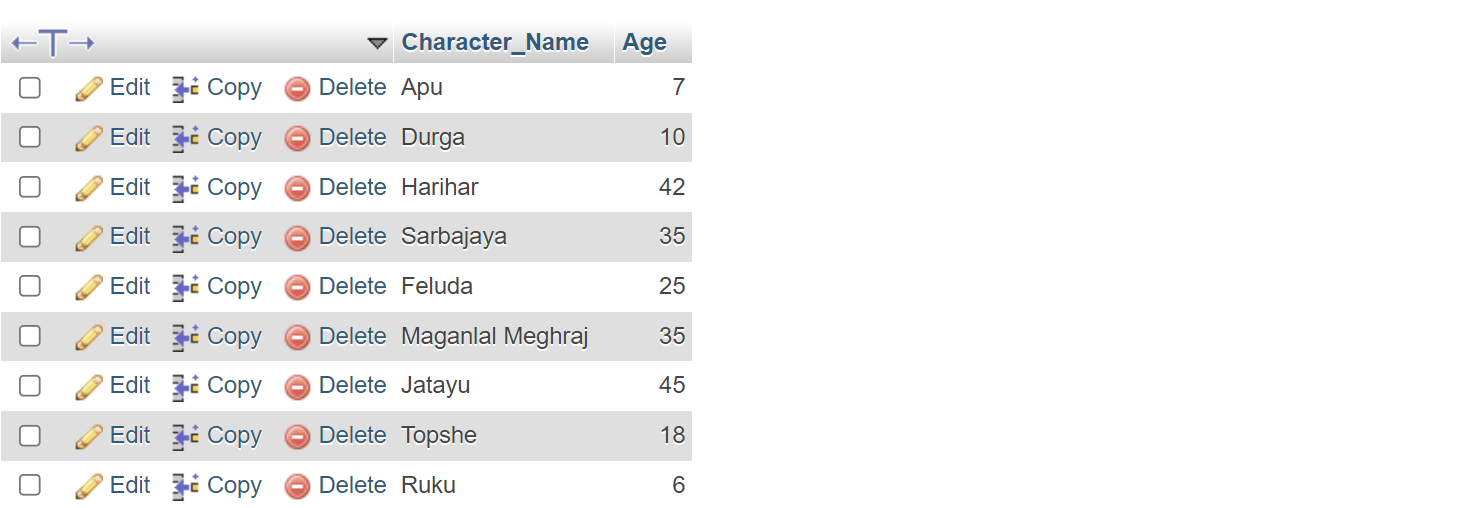 Character_Name Age
Edit Copy Delete Apu 7
Edit Copy Delete Durga 10
Edit Copy Delete Harihar 42
Edit Copy Delete Sarbajaya 35
Edit Copy Delete Feluda 25
Edit Copy Delete Maganlal Meghraj 35
Edit Copy Delete Jatayu 45
Edit Copy Delete Topshe 18
Edit Copy Delete Ruku 6